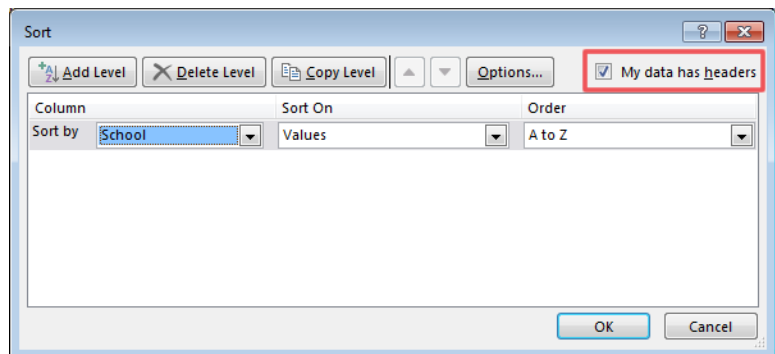 Sort
Add Level Delete Level Copy Level Options... My data has headers
Column Sort On Order
Sort by School Values A to Z
OK Cancel